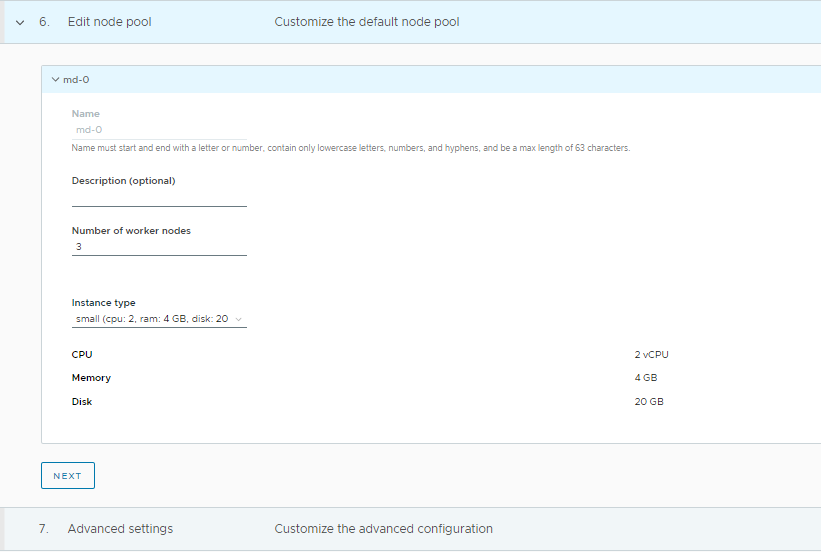 6. Edit node pool Customize the default node pool
md-0
Name
md-0
Name must start and end with a letter or number, contain only lowercase letters, numbers, and hyphens, and be a max length of 63 characters.
Description (optional)
Number of worker nodes
3
Instance type
small (cpu: 2, ram: 4 GB, disk: 20
CPU 2 vCPU
Memory 4 GB
Disk 20 GB
NEXT
7. Advanced settings Customize the advanced configuration